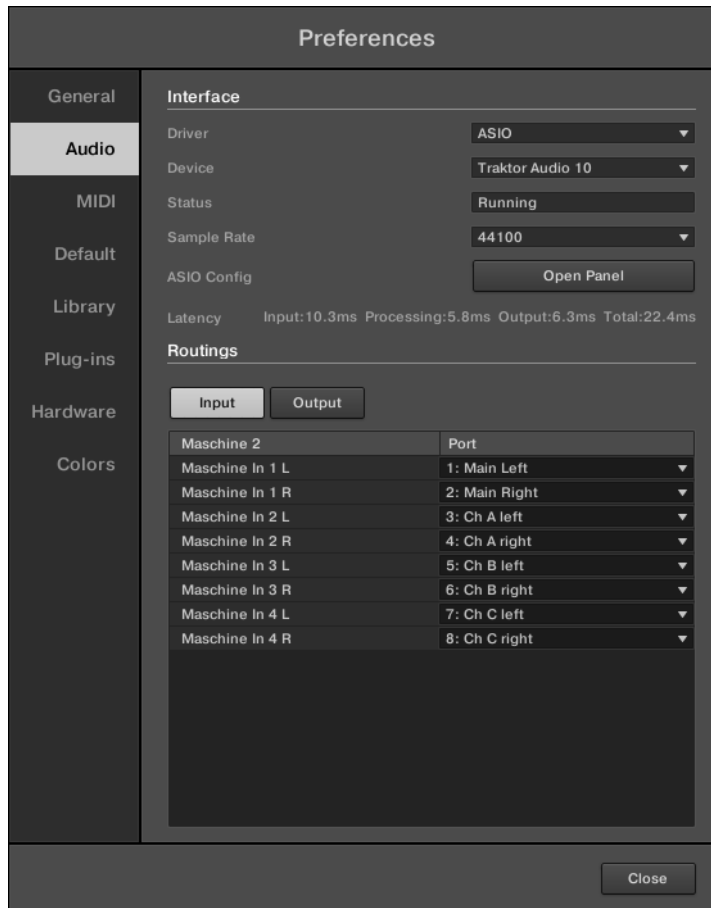 Preferences
General
Audio
MIDI
Default
Library
Plug-ins
Hardware
Colors
Interface
Driver ASIO
Device Traktor Audio 10
Status Running
Sample Rate 44100
ASIO Config Open Panel
Latency Input:10.3ms Processing:5.8ms Output:6.3ms Total:22.4ms
Routings
Input Output
Maschine 2 Port
Maschine In 1 L 1: Main Left
Maschine In 1 R 2: Main Right
Maschine In 2 L 3: Ch A left
Maschine In 2 R 4: Ch A right
Maschine In 3 L 5: Ch B left
Maschine In 3 R 6: Ch B right
Maschine In 4 L 7: Ch C left
Maschine In 4 R 8: Ch C right
Close